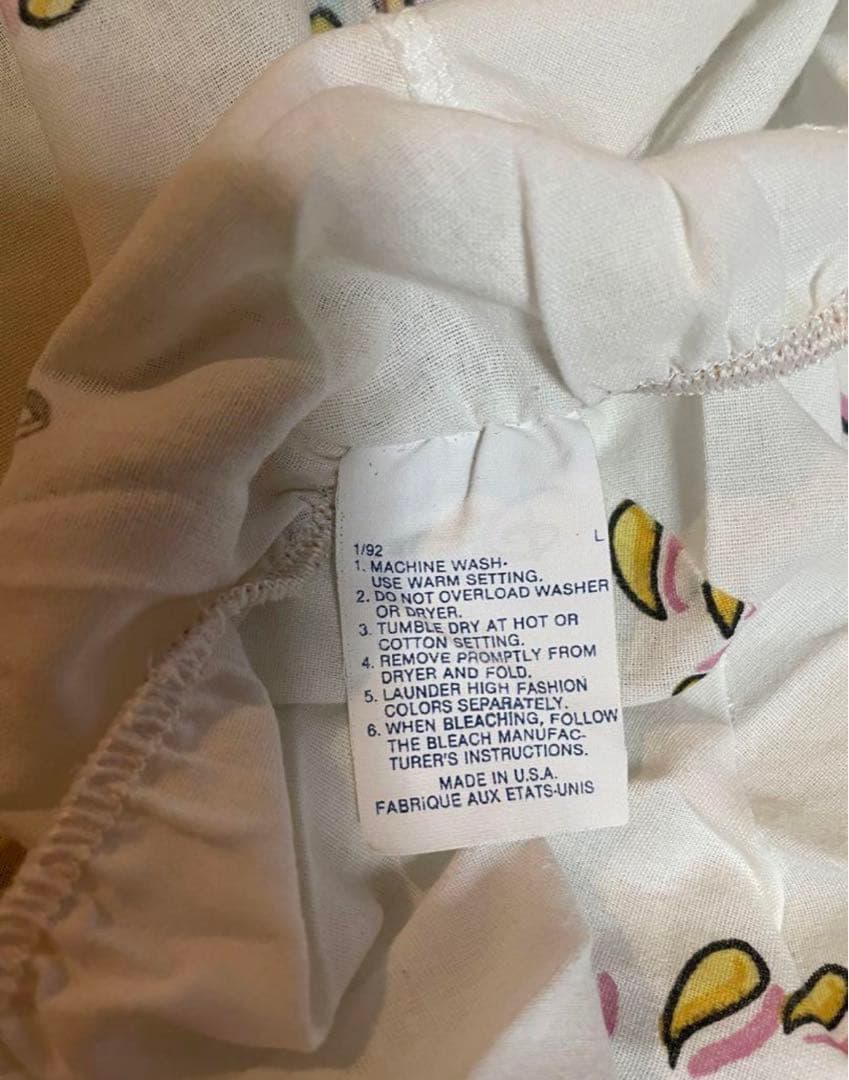 L
1/92
1. MACHINE WASH.
USE WARM SETTING.
2. DO NOT OVERLOAD WASHER
OR DRYER.
3. TUMBLE DRY AT HOT OR
COTTON SETTING.
4. REMOVE PROMPTLY FROM
DRYER AND FOLD.
5. LAUNDER HIGH FASHION
COLORS SEPARATELY.
6. WHEN BLEACHING, FOLLOW
THE BLEACH MANUFAC-
TURER'S INSTRUCTIONS.
MADE IN U.S.A.
FABRIQUE AUX ETATS-UNIS